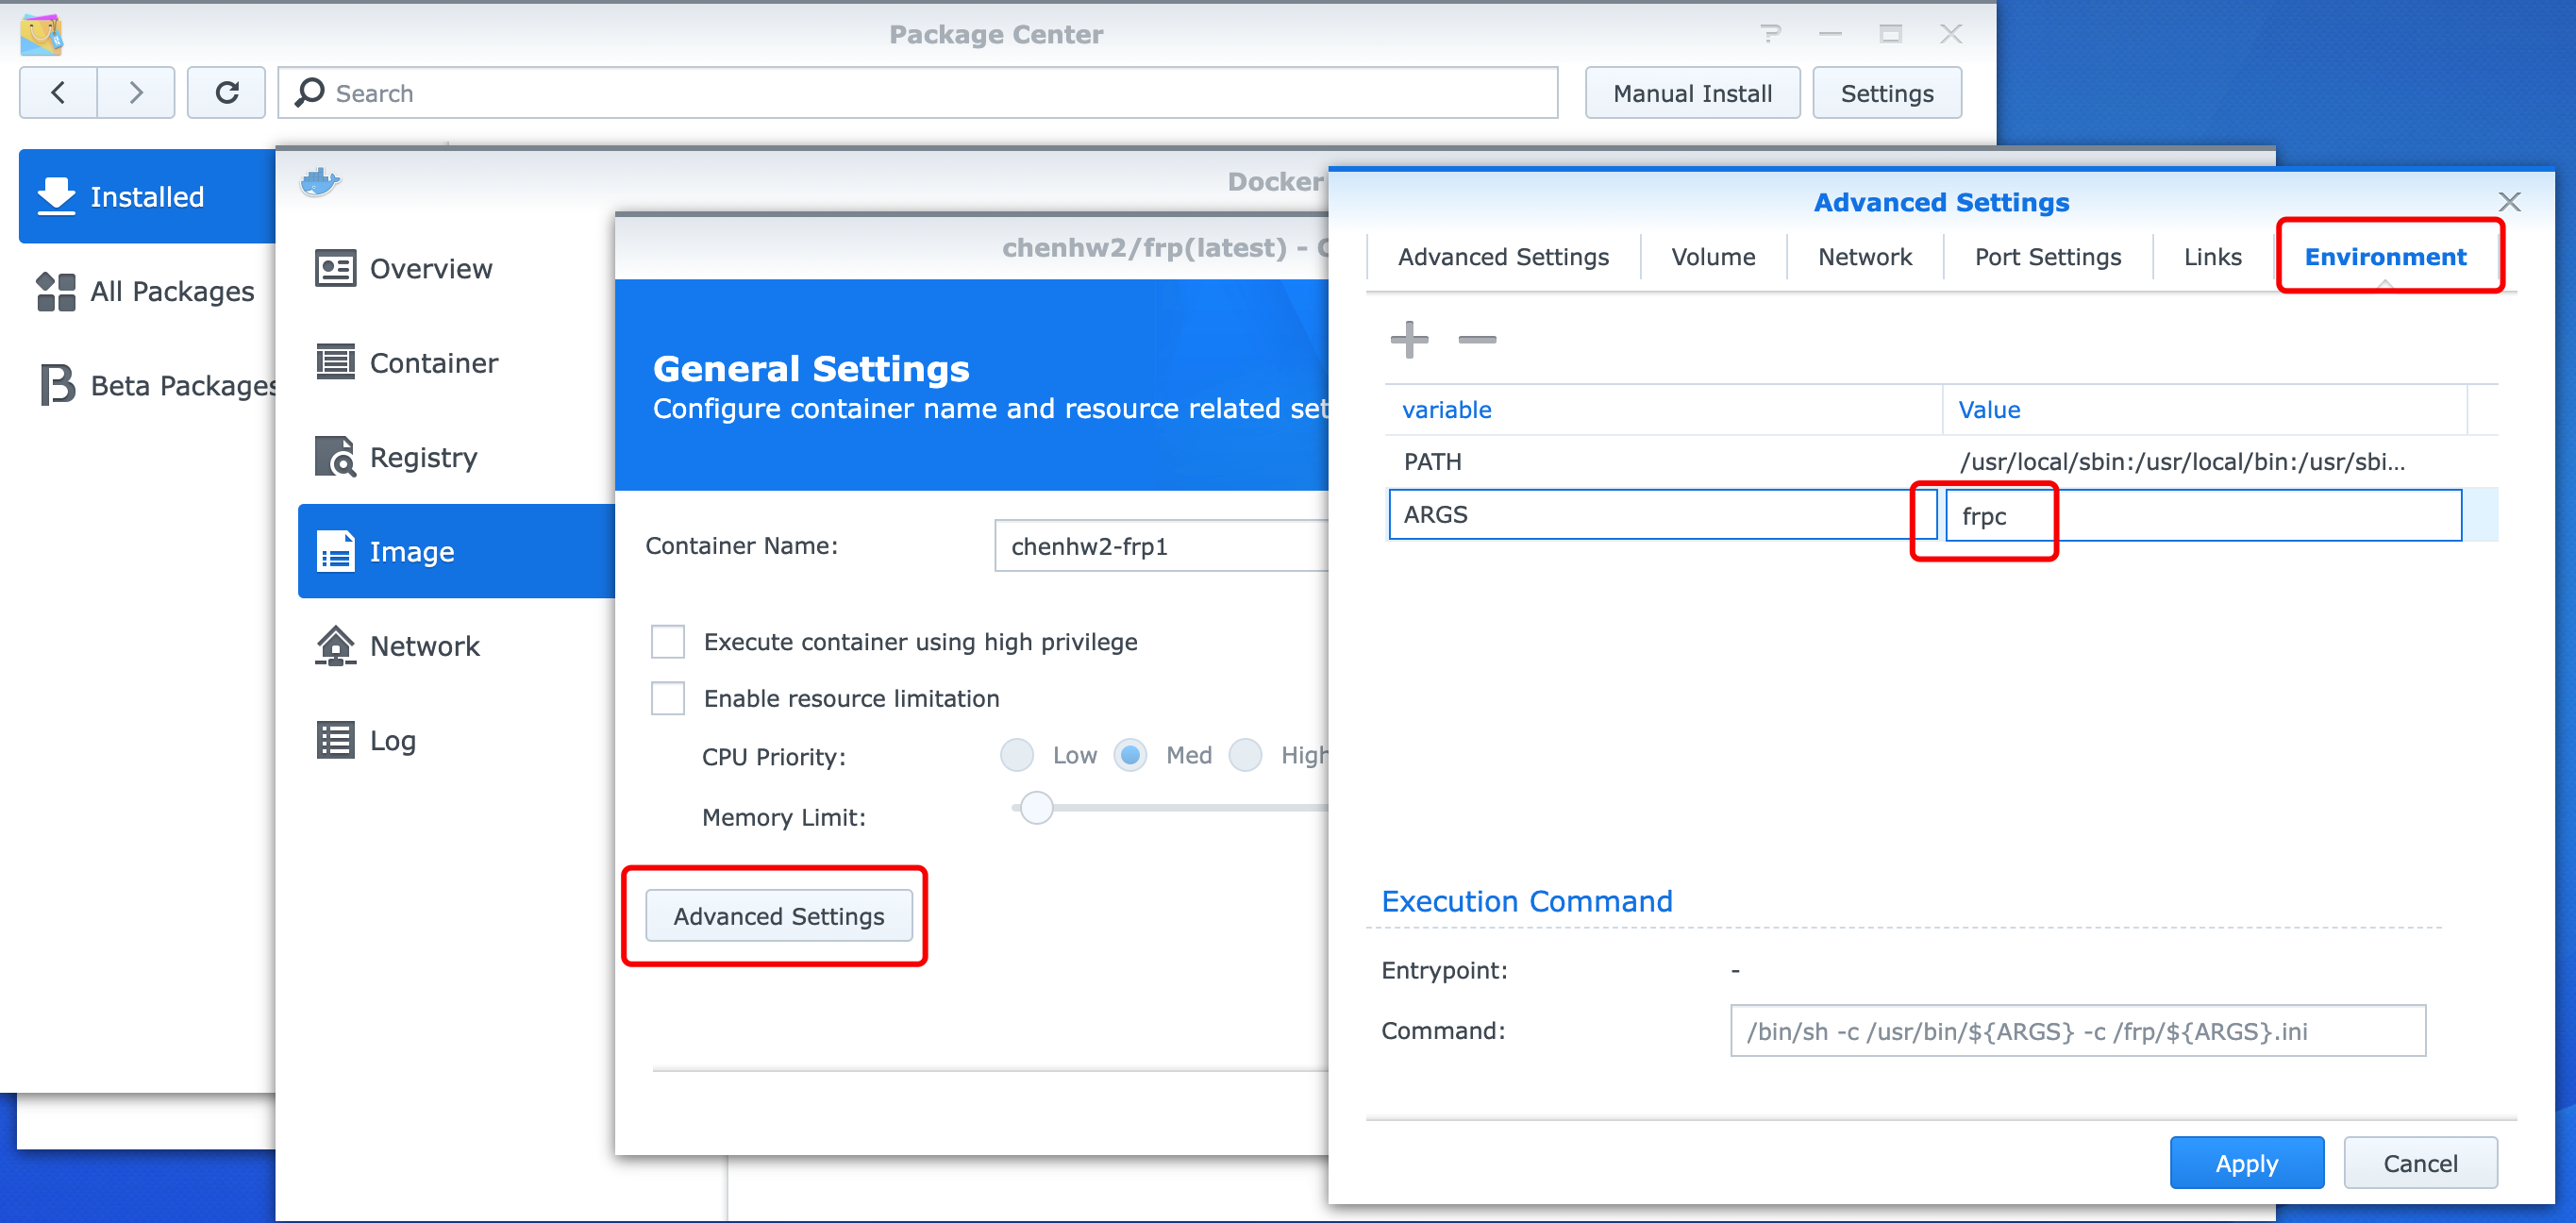 Package Center
Search
Manual Install
Settings
Installed
All Packages
Beta Packages
Docker
Overview
Container
Registry
Image
Network
Log
chenhw2/frp(latest) -
General Settings
Configure container name and resource related
Container Name:
chenhw2-frp1
Execute container using high privilege
Enable resource limitation
CPU Priority:
Low
Med
High
Memory Limit:
Advanced Settings
Advanced Settings
Advanced Settings
Volume
Network
Port Settings
Links
Environment
variable
Value
PATH
/usr/local/sbin:/usr/local/bin:/usr/sbi...
ARGS
frpc
Execution Command
Entrypoint:
-
Command:
/bin/sh -c /usr/bin/${ARGS} -c /frp/${ARGS}.ini
Apply
Cancel